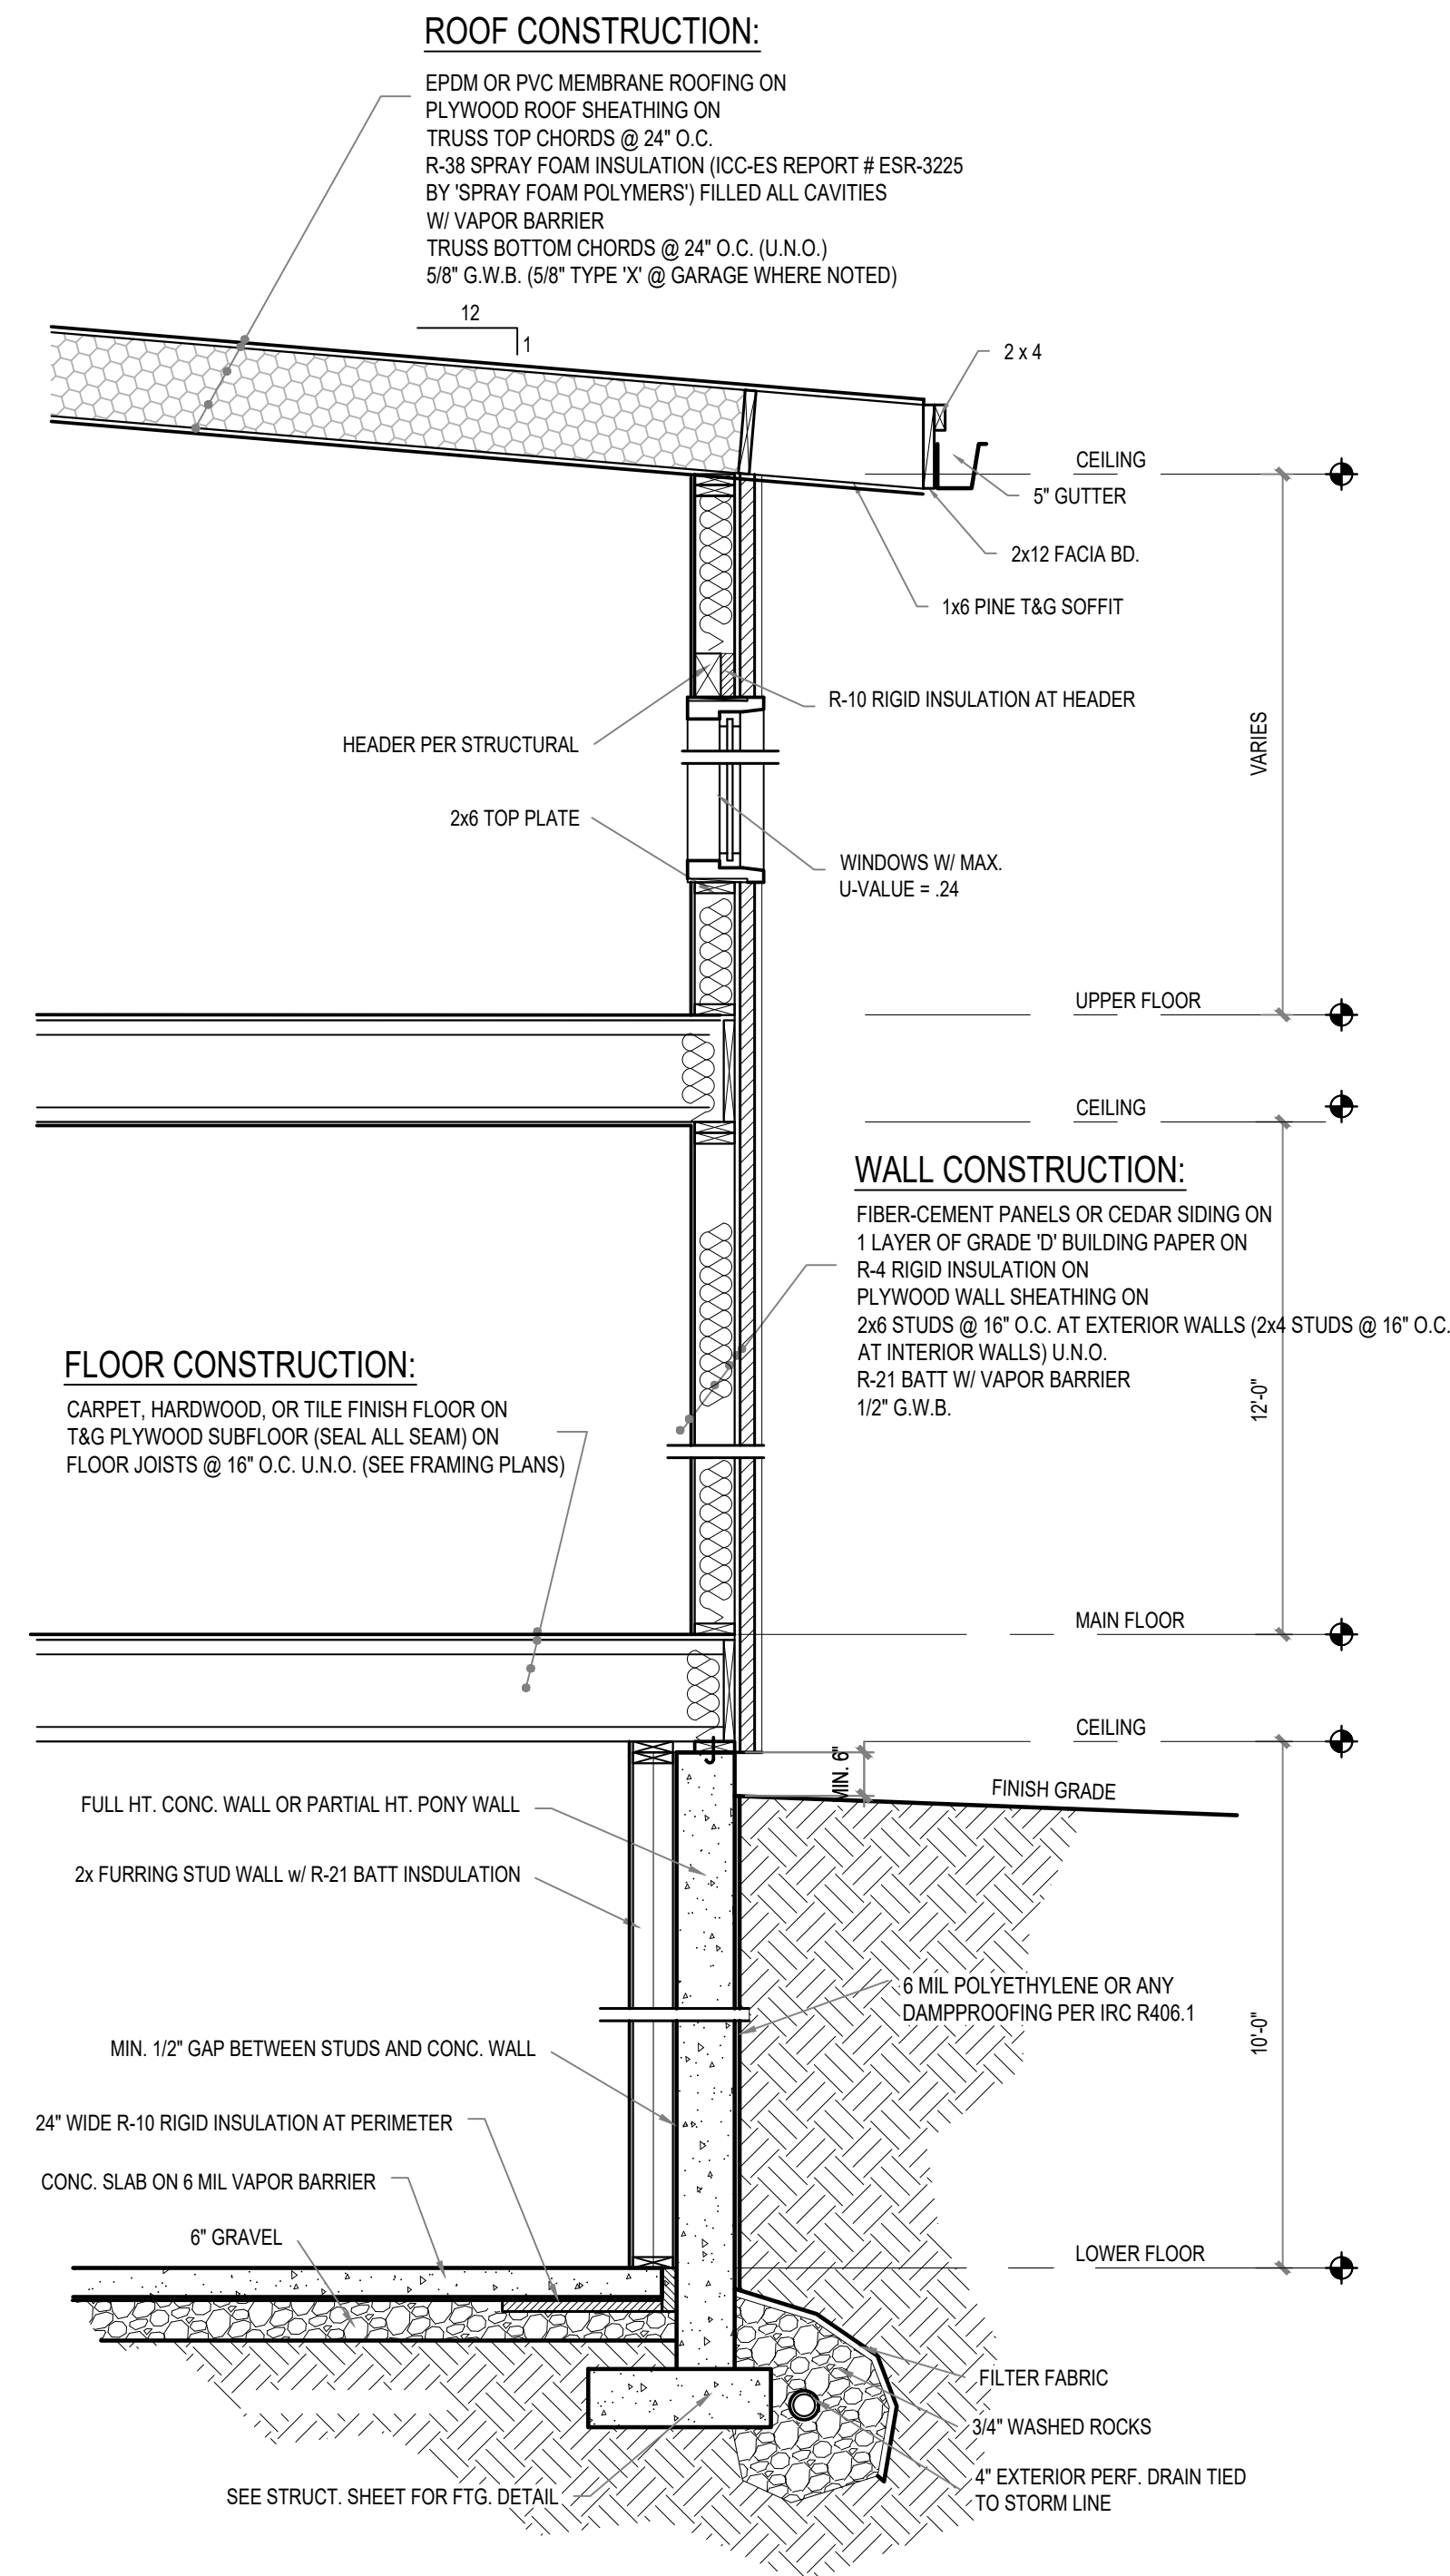 ROOF CONSTRUCTION:
EPDM OR PVC MEMBRANE ROOFING ON
PLYWOOD ROOF SHEATHING ON
TRUSS TOP CHORDS @ 24" O.C.
R-38 SPRAY FOAM INSULATION (ICC-ES REPORT # ESR-3225
BY 'SPRAY FOAM POLYMERS') FILLED ALL CAVITIES
W/ VAPOR BARRIER
TRUSS BOTTOM CHORDS @ 24" O.C. (U.N.O.)
5/8" G.W.B. (5/8" TYPE 'X' @ GARAGE WHERE NOTED)
12
1
2 x 4
CEILING
5" GUTTER
2x12 FACIA BD.
1x6 PINE T&G SOFFIT
R-10 RIGID INSULATION AT HEADER
HEADER PER STRUCTURAL
VARIES
2x6 TOP PLATE
WINDOWS W/ MAX.
U-VALUE = .24
UPPER FLOOR
CEILING
WALL CONSTRUCTION:
FIBER-CEMENT PANELS OR CEDAR SIDING ON
1 LAYER OF GRADE 'D' BUILDING PAPER ON
R-4 RIGID INSULATION ON
PLYWOOD WALL SHEATHING ON
2x6 STUDS @ 16" O.C. AT EXTERIOR WALLS (2x4 STUDS @ 16" O.C.
AT INTERIOR WALLS) U.N.O.
R-21 BATT W/ VAPOR BARRIER
1/2" G.W.B.
12'-0"
FLOOR CONSTRUCTION:
CARPET, HARDWOOD, OR TILE FINISH FLOOR ON
T&G PLYWOOD SUBFLOOR (SEAL ALL SEAM) ON
FLOOR JOISTS @ 16" O.C. U.N.O. (SEE FRAMING PLANS)
MAIN FLOOR
CEILING
MIN. 6"
FINISH GRADE
FULL HT. CONC. WALL OR PARTIAL HT. PONY WALL
2x FURRING STUD WALL w/ R-21 BATT INSDULATION
6 MIL POLYETHYLENE OR ANY
DAMPPROOFING PER IRC R406.1
10'-0"
MIN. 1/2" GAP BETWEEN STUDS AND CONC. WALL
24" WIDE R-10 RIGID INSULATION AT PERIMETER
CONC. SLAB ON 6 MIL VAPOR BARRIER
6" GRAVEL
LOWER FLOOR
FILTER FABRIC
3/4" WASHED ROCKS
4" EXTERIOR PERF. DRAIN TIED
TO STORM LINE
SEE STRUCT. SHEET FOR FTG. DETAIL